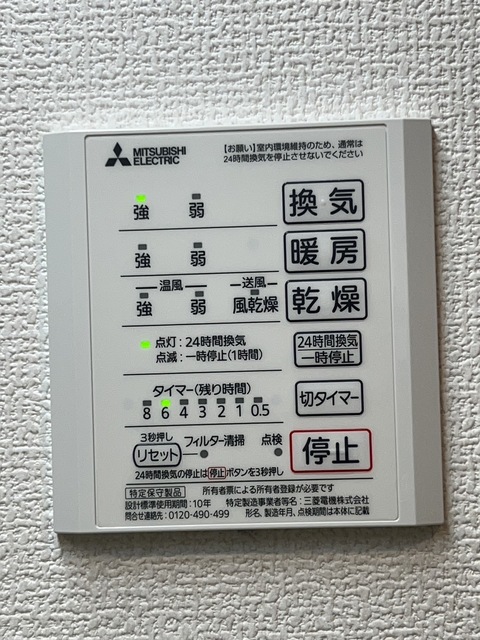 MITSUBISHI
ELECTRIC
【お願い】室内環境維持のため、通常は
24時間換気を停止させないでください
強 弱 換気
強 弱 暖房
温風 送風
強 弱 風乾燥 乾燥
点灯：24時間換気
点滅：一時停止(1時間)
24時間換気
一時停止
タイマー(残り時間)
8 6 4 3 2 1 0.5
切タイマー
3秒押し
リセット フィルター清掃 点検
停止
24時間換気の停止は停止ボタンを3秒押し
特定保守製品 所有者票による所有者登録が必要です
設計標準使用期間：10年 特定製造事業者等名：三菱電機株式会社
問合せ連絡先：0120-490-499 形名、製造年月、点検期間は本体に記載